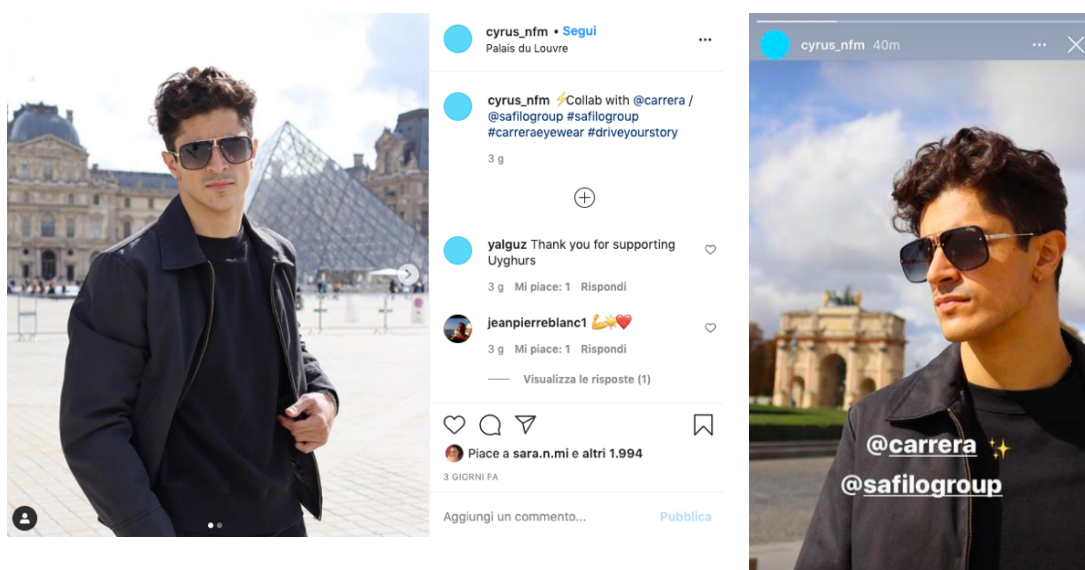 cyrus_nfm • Segui
Palais du Louvre
cyrus_nfm ⚡Collab with @carrera /
@safilogroup #safilogroup
#carreraeyewear #driveyourstory
3 g
yalguz Thank you for supporting
Uyghurs
3 g Mi piace: 1 Rispondi
jeanpierreblanc1 💪☀️❤️
3 g Mi piace: 1 Rispondi
Visualizza le risposte (1)
Piace a sara.n.mi e altri 1.994
3 GIORNI FA
Aggiungi un commento... Pubblica
cyrus_nfm 40m
@carrera ✨
@safilogroup